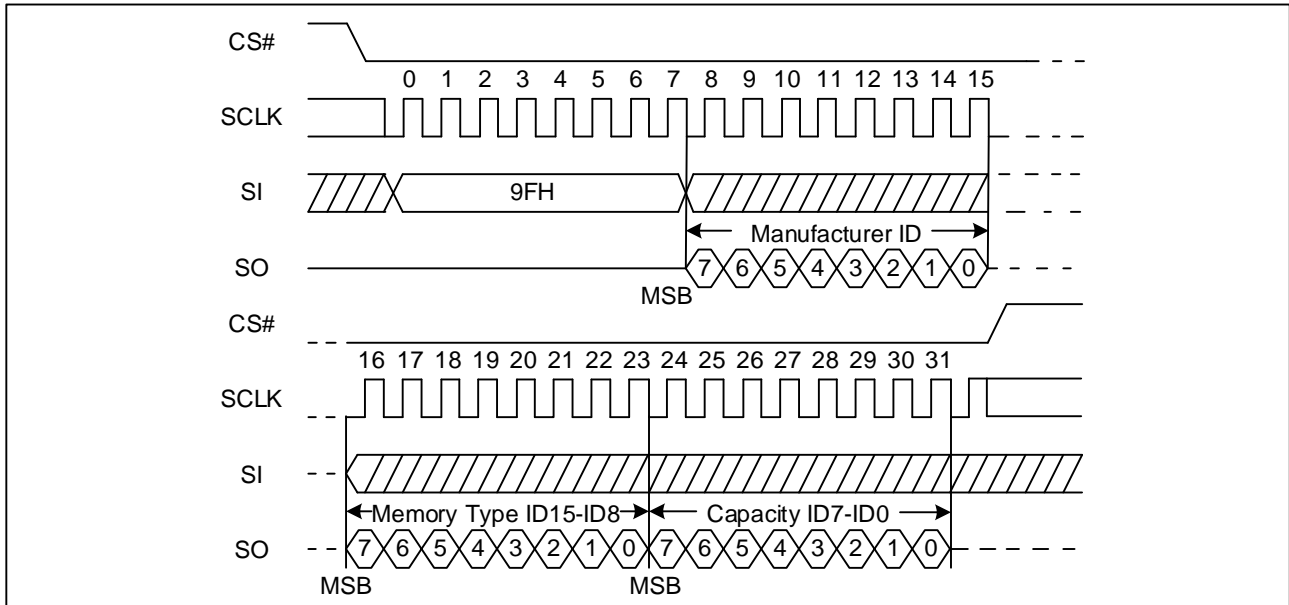 CS#
0 1 2 3 4 5 6 7 8 9 10 11 12 13 14 15
SCLK
SI 9FH
Manufacturer ID
SO 7 6 5 4 3 2 1 0
MSB
CS#
16 17 18 19 20 21 22 23 24 25 26 27 28 29 30 31
SCLK
SI
Memory Type ID15-ID8 Capacity ID7-ID0
SO 7 6 5 4 3 2 1 0 7 6 5 4 3 2 1 0
MSB MSB